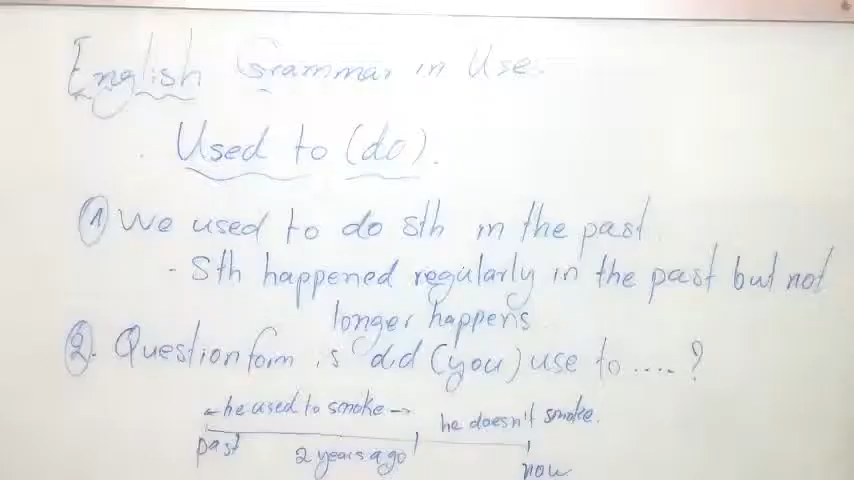 English Grammar in Use.
Used to (do).
1 We used to do sth in the past.
- Sth happened regularly in the past but not
longer happens
2. Question form is did (you) use to....?
he used to smoke he doesn't smoke.
past 2 years ago now